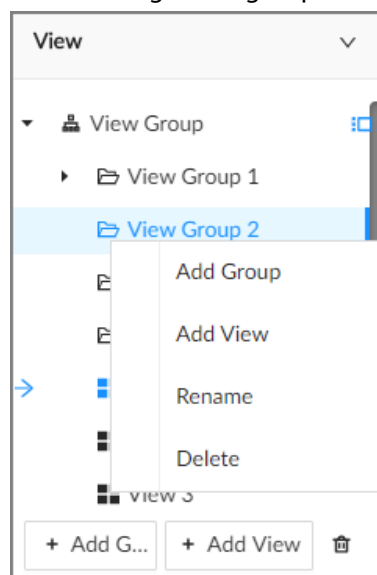 View
View Group
View Group 1
View Group 2
Add Group
Add View
Rename
Delete
View 3
+ Add G...
+ Add View